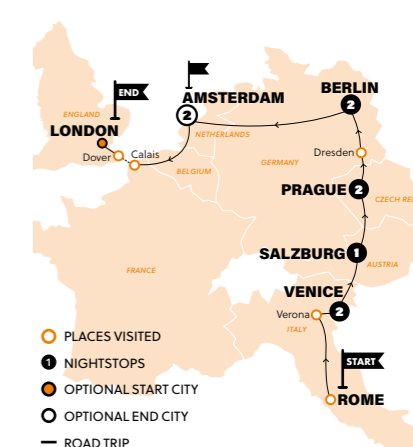 BERLIN
2
END
AMSTERDAM
2
ENGLAND
LONDON
NETHERLANDS
Dover
Calais
Dresden
BELGIUM
GERMANY
PRAGUE
2
CZECH RE
SALZBURG
1
AUSTRIA
FRANCE
VENICE
2
Verona
ITALY
START
ROME
PLACES VISITED
1 NIGHTSTOPS
OPTIONAL START CITY
OPTIONAL END CITY
ROAD TRIP